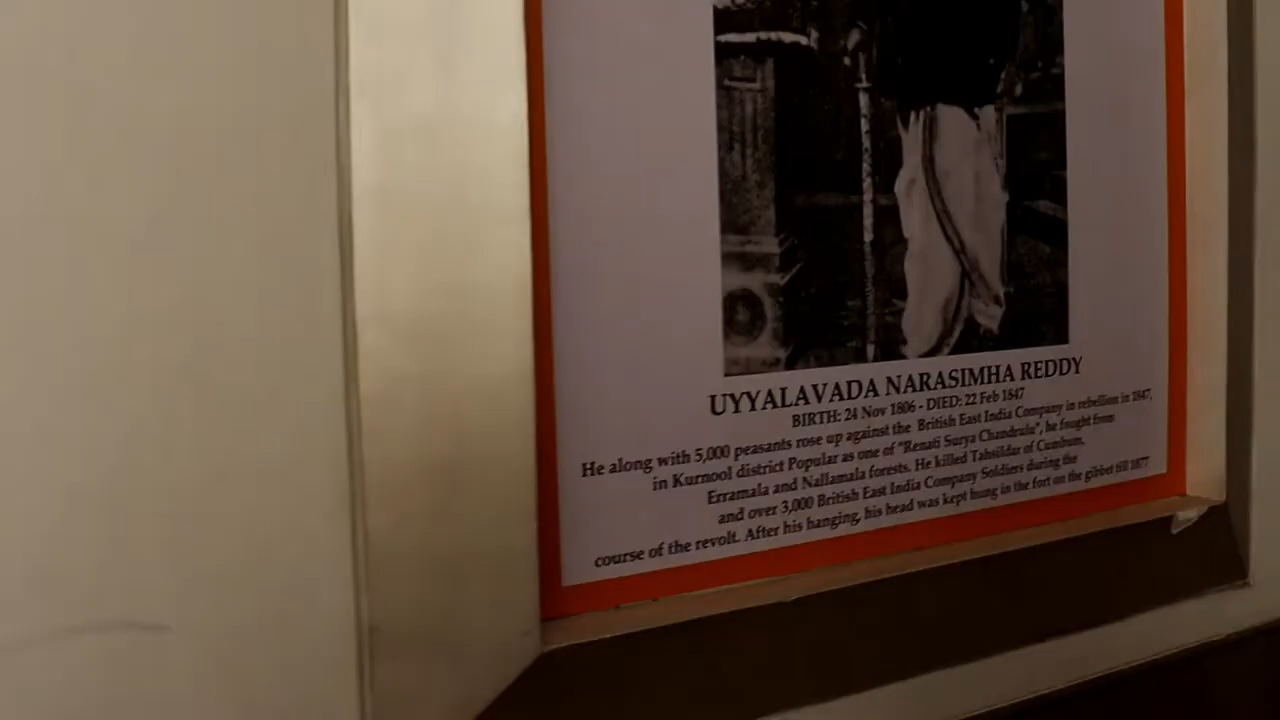 UYYALAVADA NARASIMHA REDDY
BIRTH: 24 Nov 1806 - DIED: 22 Feb 1847
He along with 5,000 peasants rose up against the British East India Company in rebellion in 1847,
in Kurnool district Popular as one of "Renati Surya Chandrulu", he fought from
Erramala and Nallamala forests. He killed Tahsildar of Cumbum,
and over 3,000 British East India Company Soldiers during the
course of the revolt. After his hanging, his head was kept hung in the fort on the gibbet till 1877